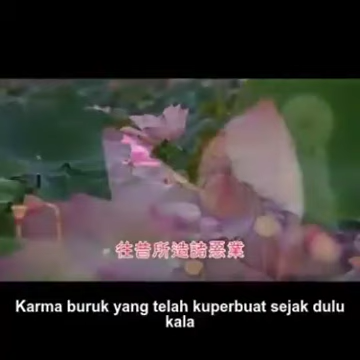 往昔所造諸惡業
Karma buruk yang telah kuperbuat sejak dulu
kala